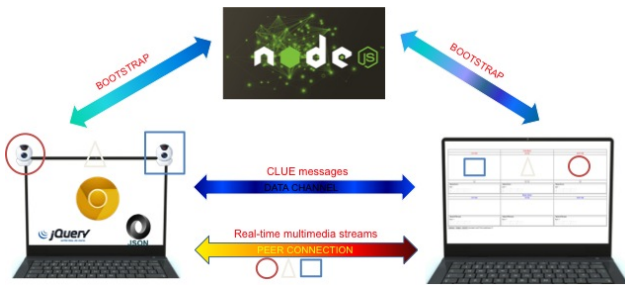 node
JS
BOOTSTRAP
BOOTSTRAP
CLUE messages
DATA CHANNEL
jQuery
JSON
Real-time multimedia streams
PEER CONNECTION